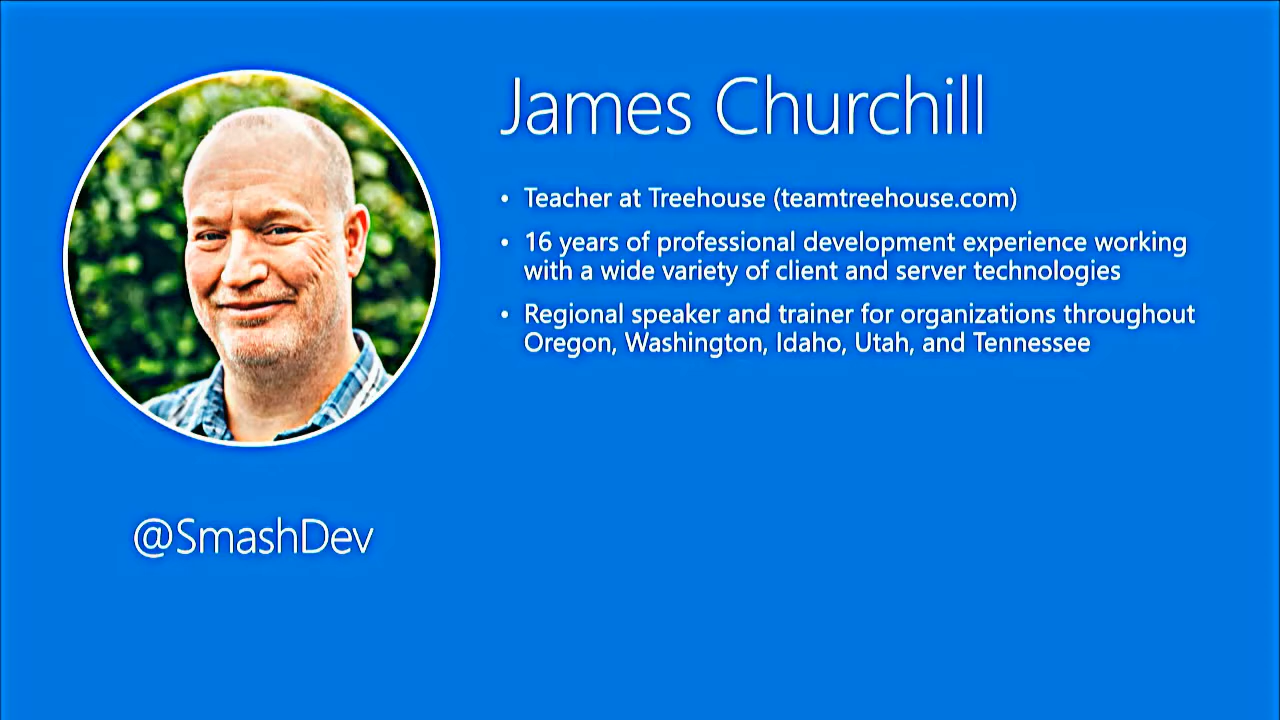 James Churchill
• Teacher at Treehouse (teamtreehouse.com)
• 16 years of professional development experience working
with a wide variety of client and server technologies
• Regional speaker and trainer for organizations throughout
Oregon, Washington, Idaho, Utah, and Tennessee
@SmashDev